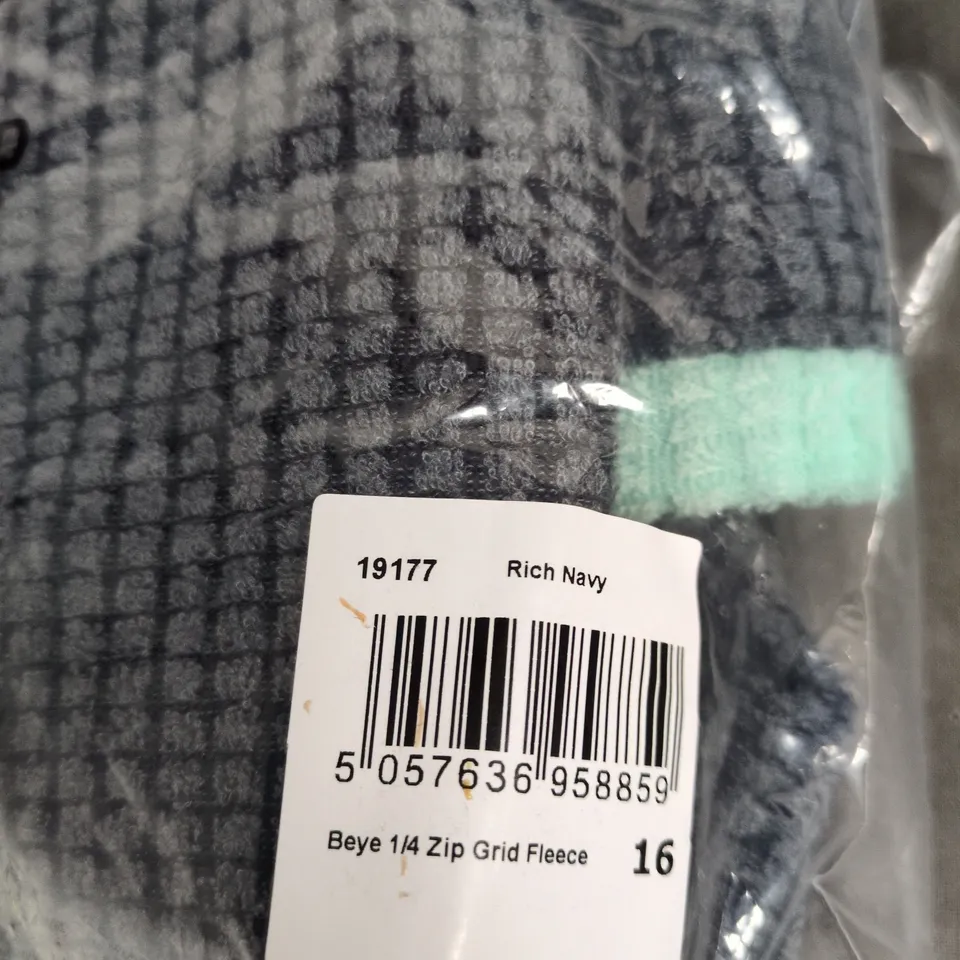 19177 Rich Navy
5 057636 958859
Beye 1/4 Zip Grid Fleece 16